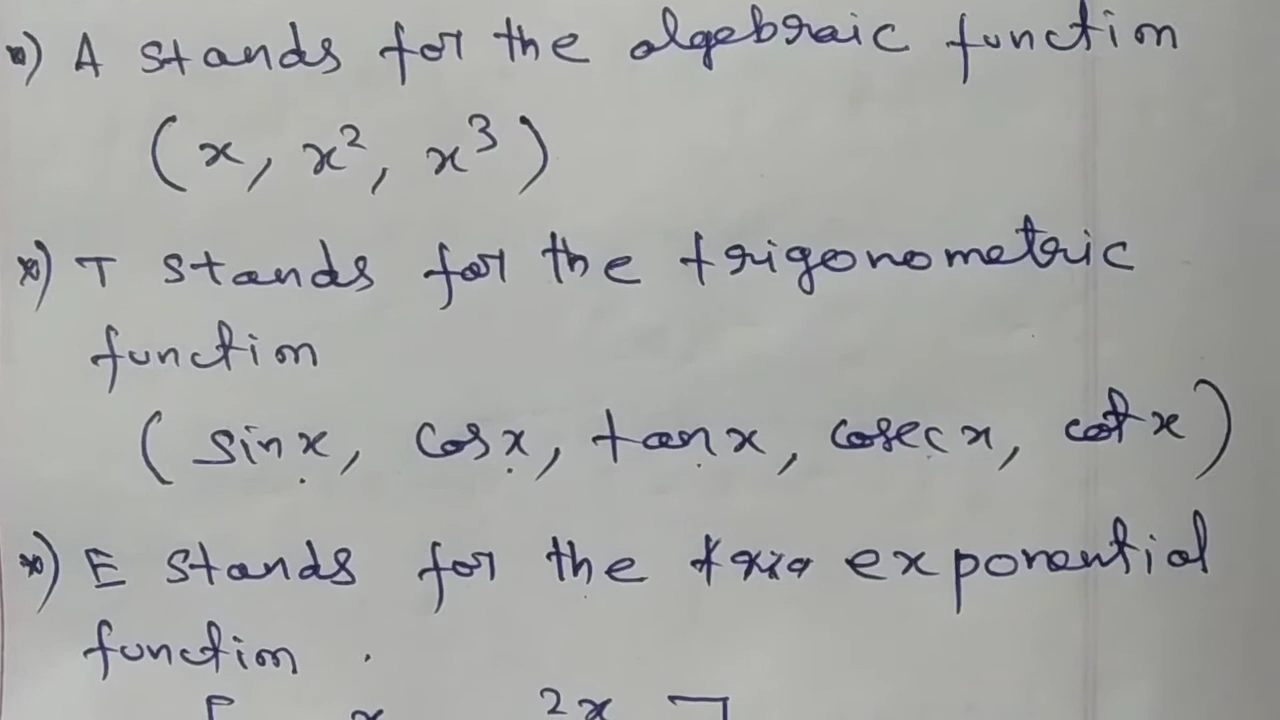 *) A stands for the algebraic function
(x, x², x³)
*) T stands for the trigonometric
function
(sin x, cos x, tan x, cosec x, cot x)
*) E stands for the exponential
function.
[ x 2x ]